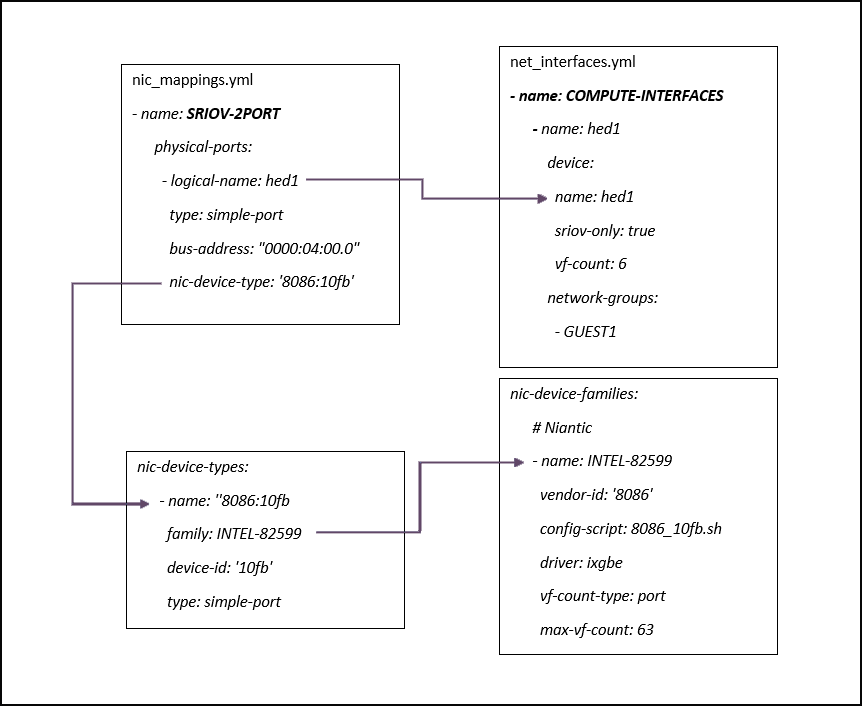 nic_mappings.yml
- name: SRIOV-2PORT
physical-ports:
- logical-name: hed1
type: simple-port
bus-address: "0000:04:00.0"
nic-device-type: '8086:10fb'
net_interfaces.yml
- name: COMPUTE-INTERFACES
- name: hed1
device:
name: hed1
sriov-only: true
vf-count: 6
network-groups:
- GUEST1
nic-device-types:
- name: ''8086:10fb
family: INTEL-82599
device-id: '10fb'
type: simple-port
nic-device-families:
# Niantic
- name: INTEL-82599
vendor-id: '8086'
config-script: 8086_10fb.sh
driver: ixgbe
vf-count-type: port
max-vf-count: 63